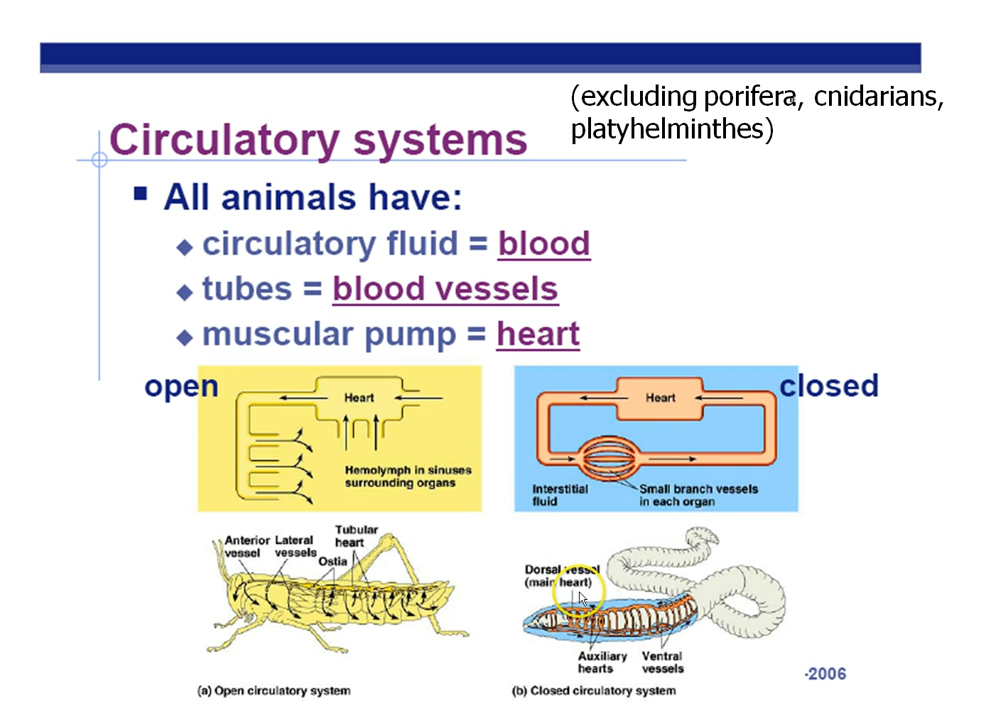 (excluding porifera, cnidarians,
platyhelminthes)
Circulatory systems
All animals have:
circulatory fluid = blood
tubes = blood vessels
muscular pump = heart
open
closed
Heart
Hemolymph in sinuses
surrounding organs
Heart
Interstitial
fluid
Small branch vessels
in each organ
Anterior
vessel
Lateral
vessels
Tubular
heart
Ostia
Dorsal vessel
(main heart)
Auxiliary
hearts
Ventral
vessels
(a) Open circulatory system
(b) Closed circulatory system
-2006